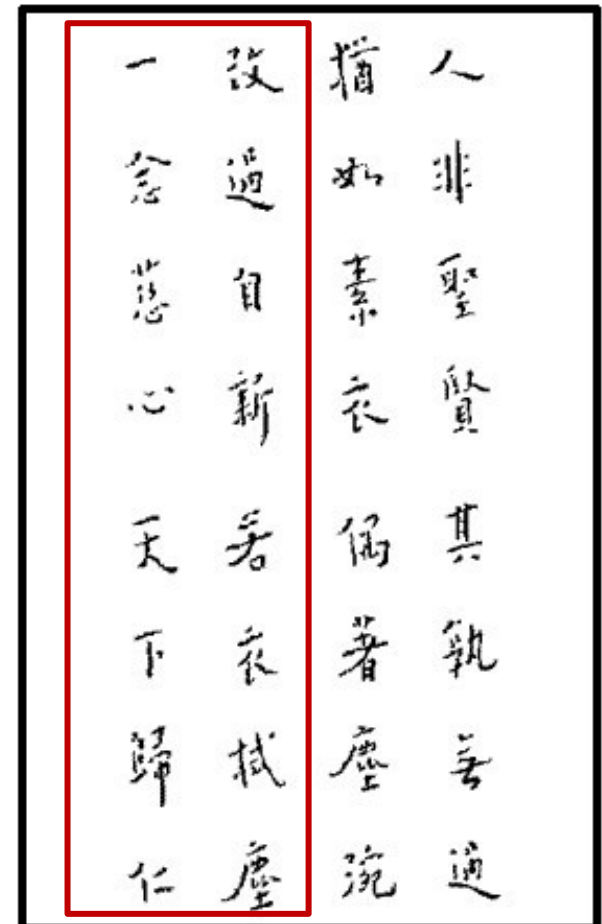 人非聖賢其孰無過
猶如素衣偶著塵浣
改過自新若衣拭塵
一念慈心天下歸仁